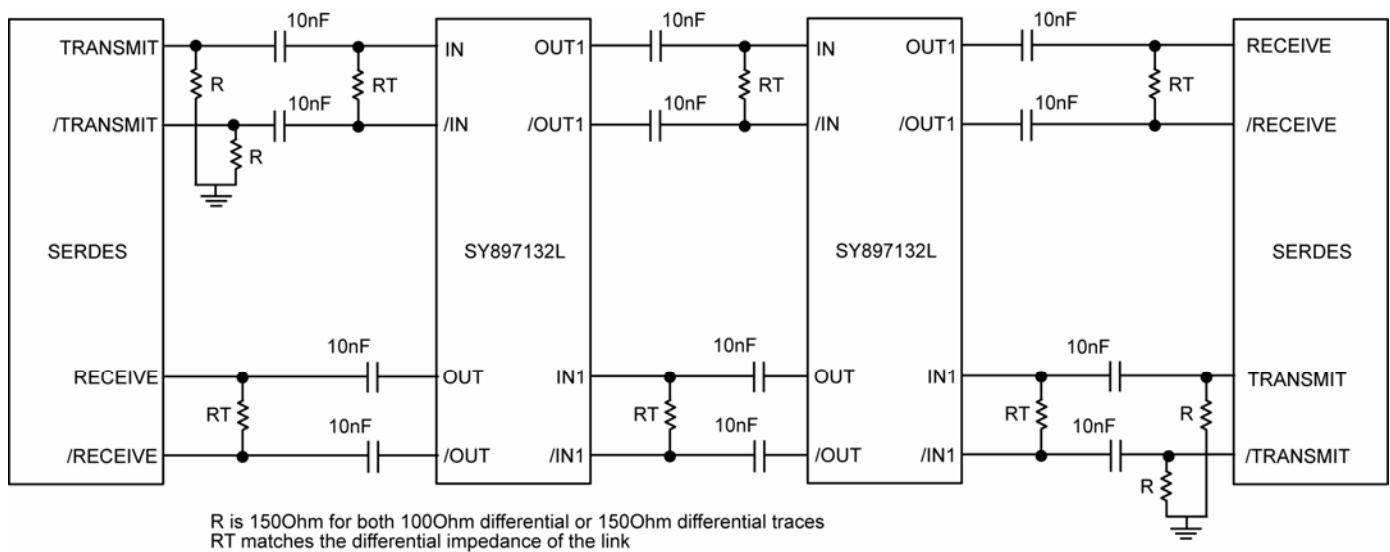 10nF 10nF 10nF
TRANSMIT IN OUT1 IN OUT1 RECEIVE
R RT RT RT
10nF 10nF 10nF
/TRANSMIT /IN /OUT1 /IN /OUT1 /RECEIVE
R
SERDES SY897132L SY897132L SERDES
10nF 10nF 10nF
RECEIVE OUT IN1 OUT IN1 TRANSMIT
RT RT RT R
10nF 10nF 10nF
/RECEIVE /OUT /IN1 /OUT /IN1 /TRANSMIT
R
R is 150Ohm for both 100Ohm differential or 150Ohm differential traces
RT matches the differential impedance of the link